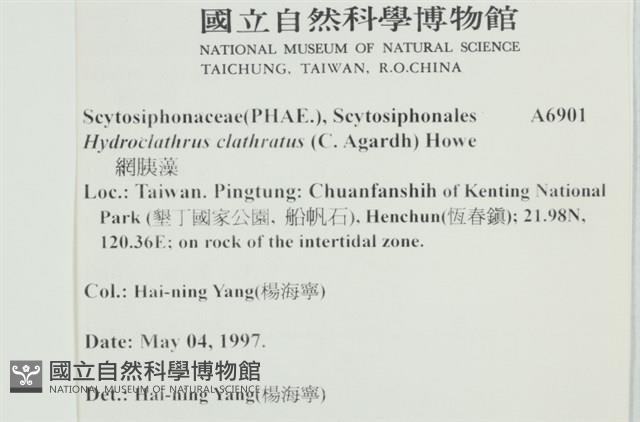 國立自然科學博物館
NATIONAL MUSEUM OF NATURAL SCIENCE
TAICHUNG, TAIWAN, R.O.CHINA
Scytosiphonaceae(PHAE.), Scytosiphonales A6901
Hydroclathrus clathratus (C. Agardh) Howe
網胰藻
Loc.: Taiwan. Pingtung: Chuanfanshih of Kenting National
Park (墾丁國家公園, 船帆石), Henchun(恆春鎮); 21.98N,
120.36E; on rock of the intertidal zone.
Col.: Hai-ning Yang(楊海寧)
Date: May 04, 1997.
國立自然科學博物館
NATIONAL MUSEUM OF NATURAL SCIENCE
Det.: Hai-ning Yang(楊海寧)